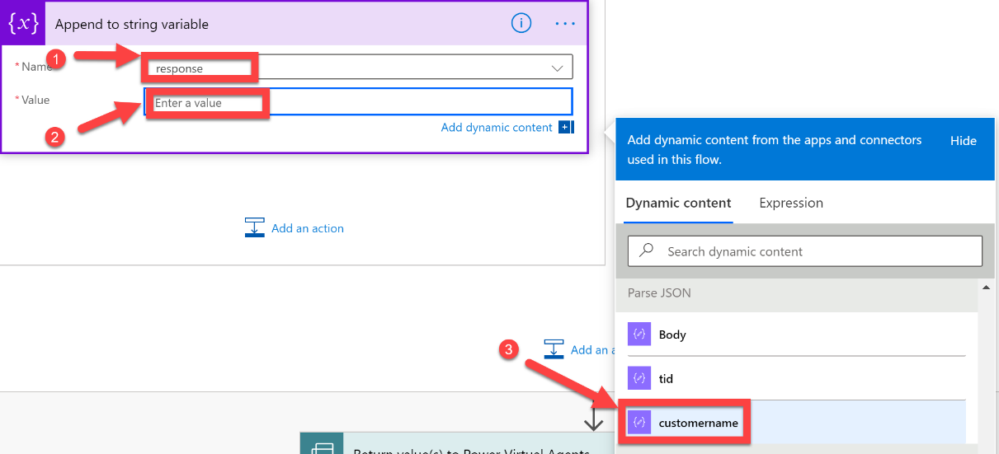 {x} Append to string variable
1
* Name
response
* Value
Enter a value
2
Add dynamic content
Add an action
Add dynamic content from the apps and connectors
used in this flow.
Hide
Dynamic content
Expression
Search dynamic content
Parse JSON
Body
tid
3
Add an a
customername
Return value(s) to Power Virtual Agents